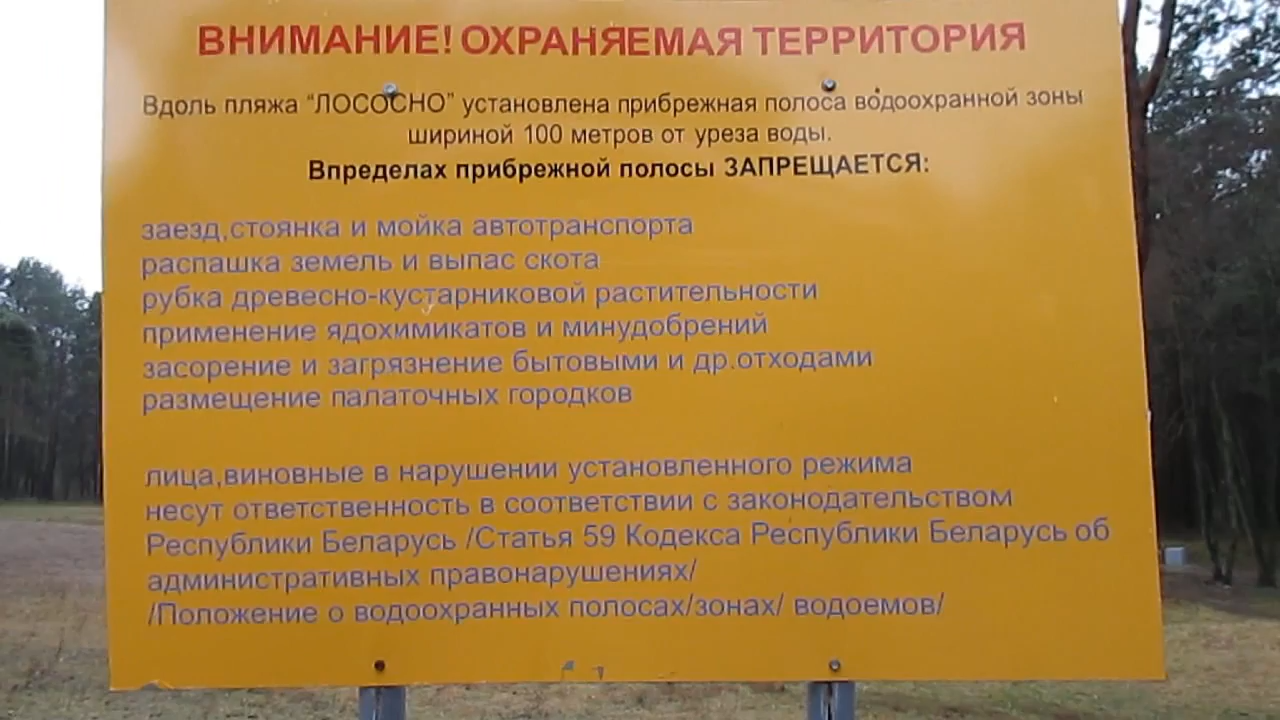 ВНИМАНИЕ! ОХРАНЯЕМАЯ ТЕРРИТОРИЯ
Вдоль пляжа “ЛОСОСНО” установлена прибрежная полоса водоохранной зоны
шириной 100 метров от уреза воды.
Впределах прибрежной полосы ЗАПРЕЩАЕТСЯ:
заезд,стоянка и мойка автотранспорта
распашка земель и выпас скота
рубка древесно-кустарниковой растительности
применение ядохимикатов и минудобрений
засорение и загрязнение бытовыми и др.отходами
размещение палаточных городков
лица,виновные в нарушении установленного режима
несут ответственность в соответствии с законодательством
Республики Беларусь /Статья 59 Кодекса Республики Беларусь об
административных правонарушениях/
/Положение о водоохранных полосах/зонах/ водоемов/